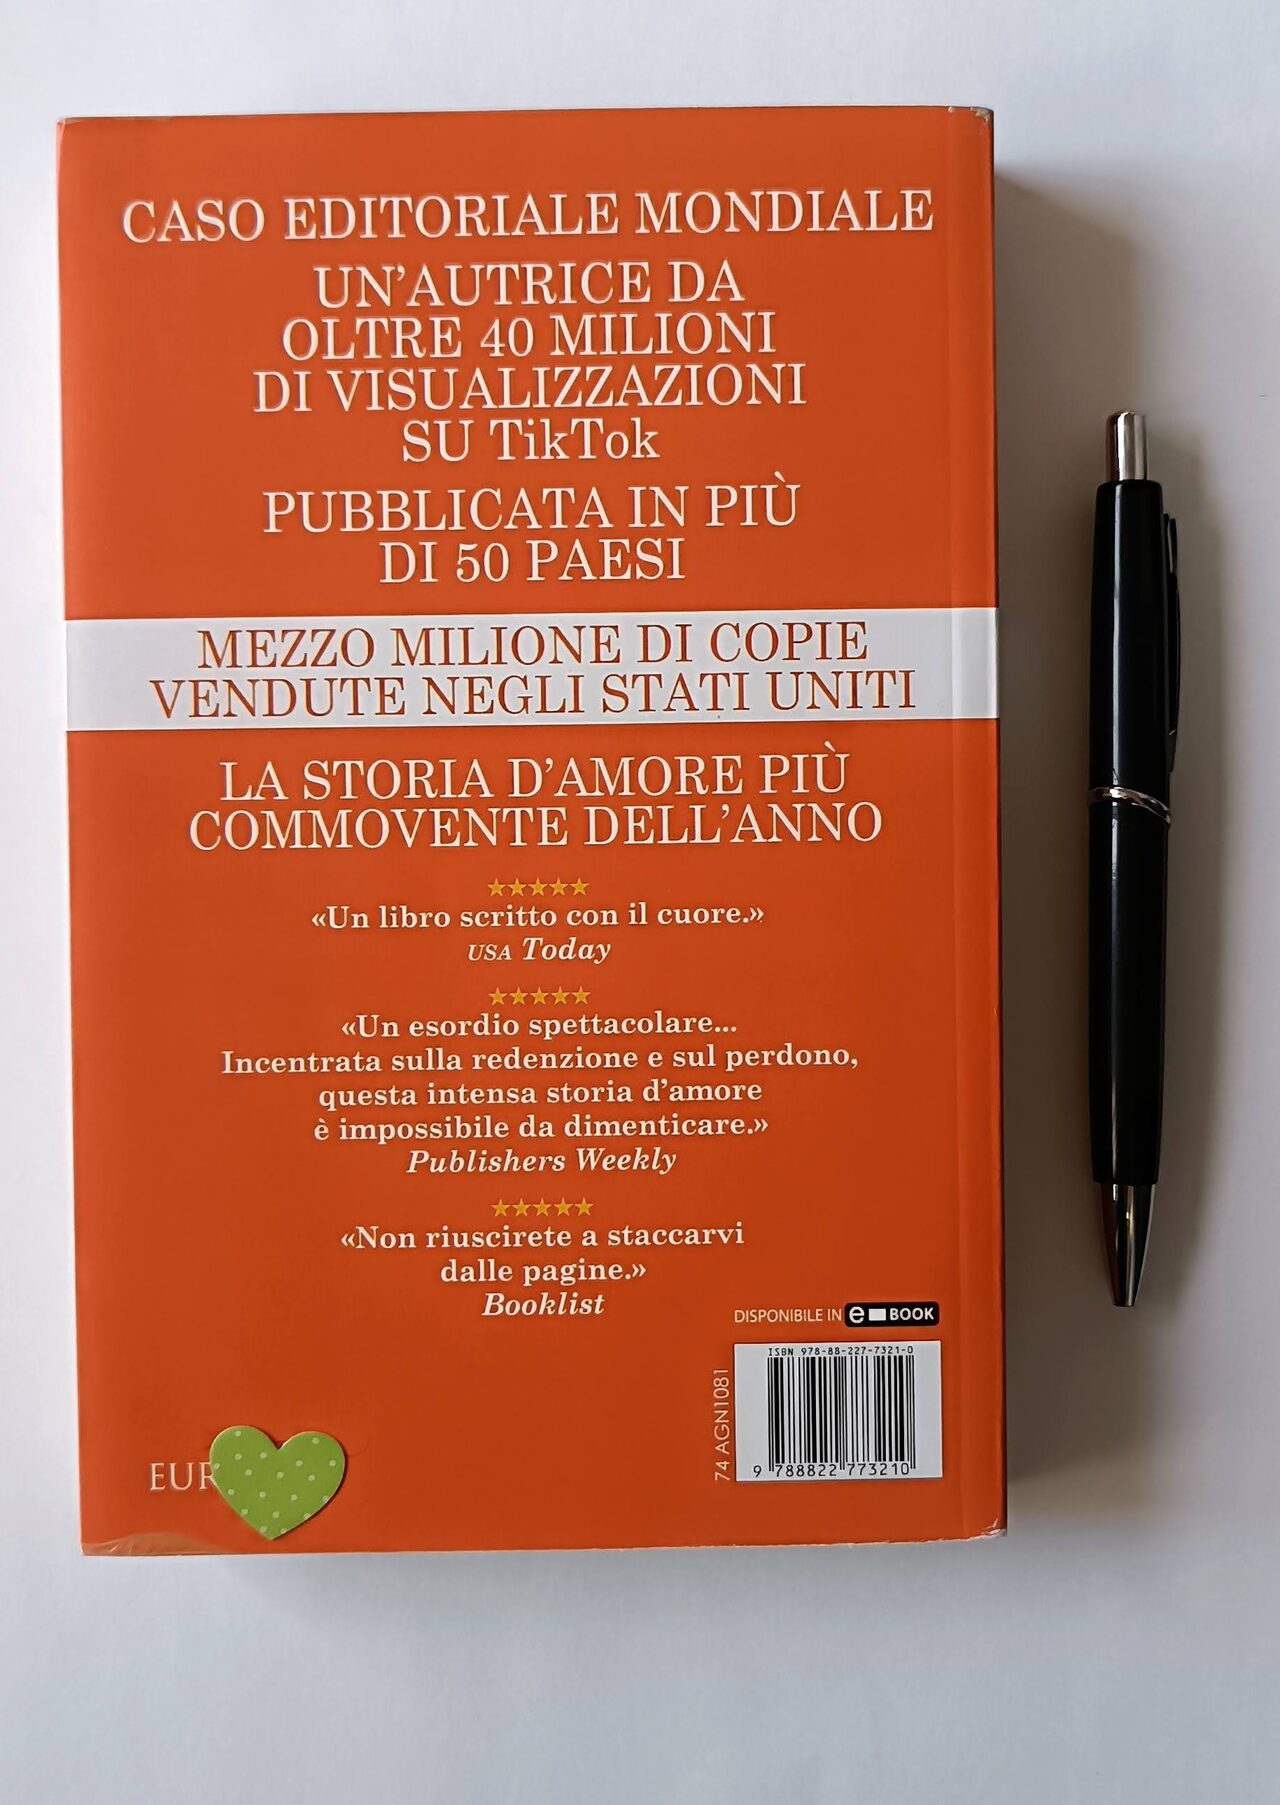 CASO EDITORIALE MONDIALE
UN'AUTRICE DA
OLTRE 40 MILIONI
DI VISUALIZZAZIONI
SU TikTok
PUBBLICATA IN PIÙ
DI 50 PAESI
MEZZO MILIONE DI COPIE
VENDUTE NEGLI STATI UNITI
LA STORIA D'AMORE PIÙ
COMMOVENTE DELL'ANNO
«Un libro scritto con il cuore.»
USA Today
«Un esordio spettacolare...
Incentrata sulla redenzione e sul perdono,
questa intensa storia d'amore
è impossibile da dimenticare.»
Publishers Weekly
«Non riuscirete a staccarvi
dalle pagine.»
Booklist
DISPONIBILE IN e BOOK
ISBN 978-88-227-7321-0
74 AGN1081
9 788822 773210
EUR